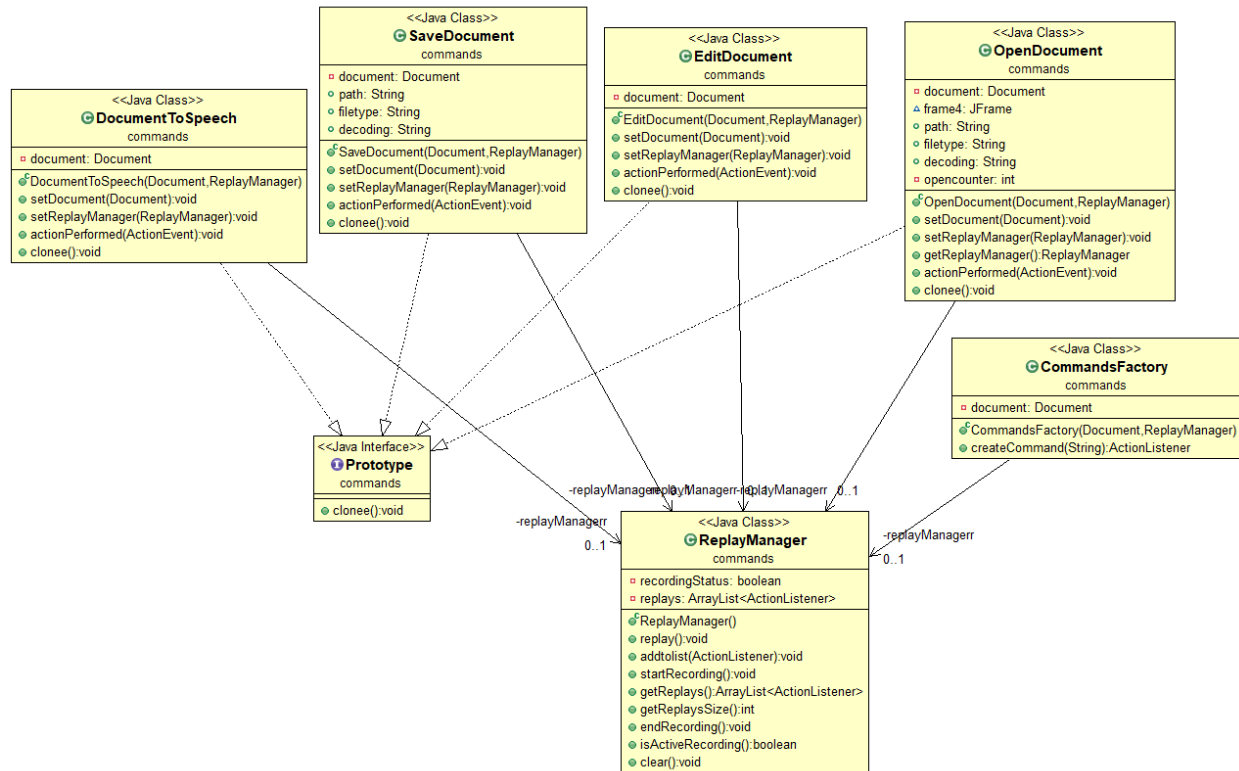 <<Java Class>>
DocumentToSpeech
commands
document: Document
DocumentToSpeech(Document,ReplayManager)
setDocument(Document):void
setReplayManager(ReplayManager):void
actionPerformed(ActionEvent):void
clonee():void
<<Java Class>>
SaveDocument
commands
document: Document
path: String
filetype: String
decoding: String
SaveDocument(Document,ReplayManager)
setDocument(Document):void
setReplayManager(ReplayManager):void
actionPerformed(ActionEvent):void
clonee():void
<<Java Class>>
EditDocument
commands
document: Document
EditDocument(Document,ReplayManager)
setDocument(Document):void
setReplayManager(ReplayManager):void
actionPerformed(ActionEvent):void
clonee():void
<<Java Class>>
OpenDocument
commands
document: Document
frame4: JFrame
path: String
filetype: String
decoding: String
opencounter: int
OpenDocument(Document,ReplayManager)
setDocument(Document):void
setReplayManager(ReplayManager):void
getReplayManager():ReplayManager
actionPerformed(ActionEvent):void
clonee():void
<<Java Class>>
CommandsFactory
commands
document: Document
CommandsFactory(Document,ReplayManager)
createCommand(String):ActionListener
<<Java Interface>>
Prototype
commands
clonee():void
-replayManagerr
0..1
-replayManagerr
0..1
-replayManagerr
0..1
-replayManagerr
0..1
<<Java Class>>
ReplayManager
commands
recordingStatus: boolean
replays: ArrayList<ActionListener>
ReplayManager()
replay():void
addtolist(ActionListener):void
startRecording():void
getReplays():ArrayList<ActionListener>
getReplaysSize():int
endRecording():void
isActiveRecording():boolean
clear():void